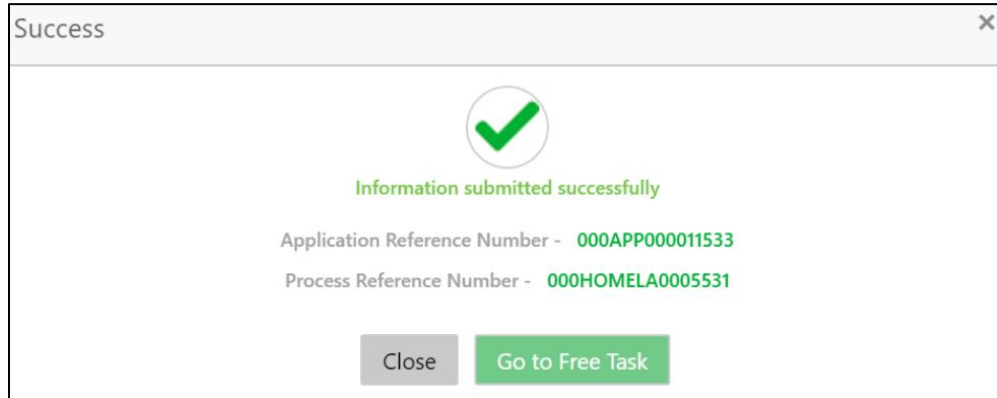 Success ×
Information submitted successfully
Application Reference Number - 000APP000011533
Process Reference Number - 000HOMELA0005531
Close Go to Free Task